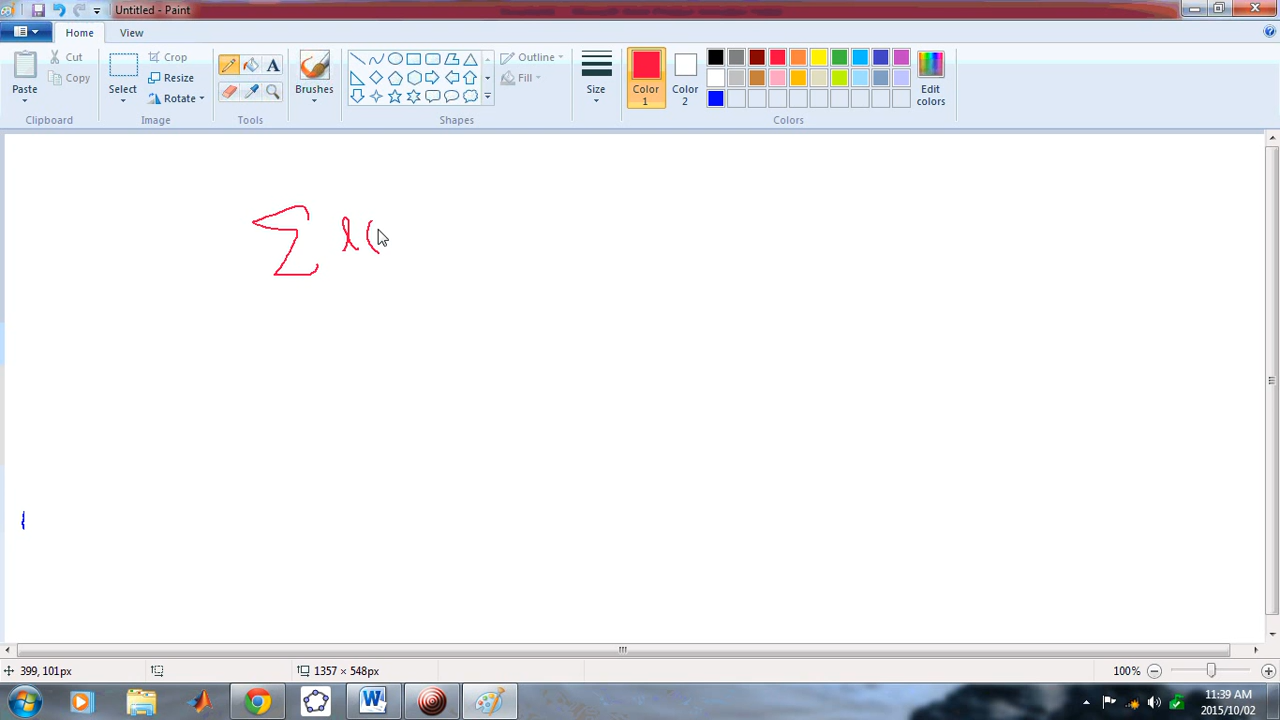 Untitled - Paint
Home View
Paste Cut Copy Select Crop Resize Rotate Brushes Outline Fill Size Color 1 Color 2 Edit colors
Clipboard Image Tools Shapes Colors
∑ l(
{
399, 101px 1357 × 548px 100%
11:39 AM
2015/10/02